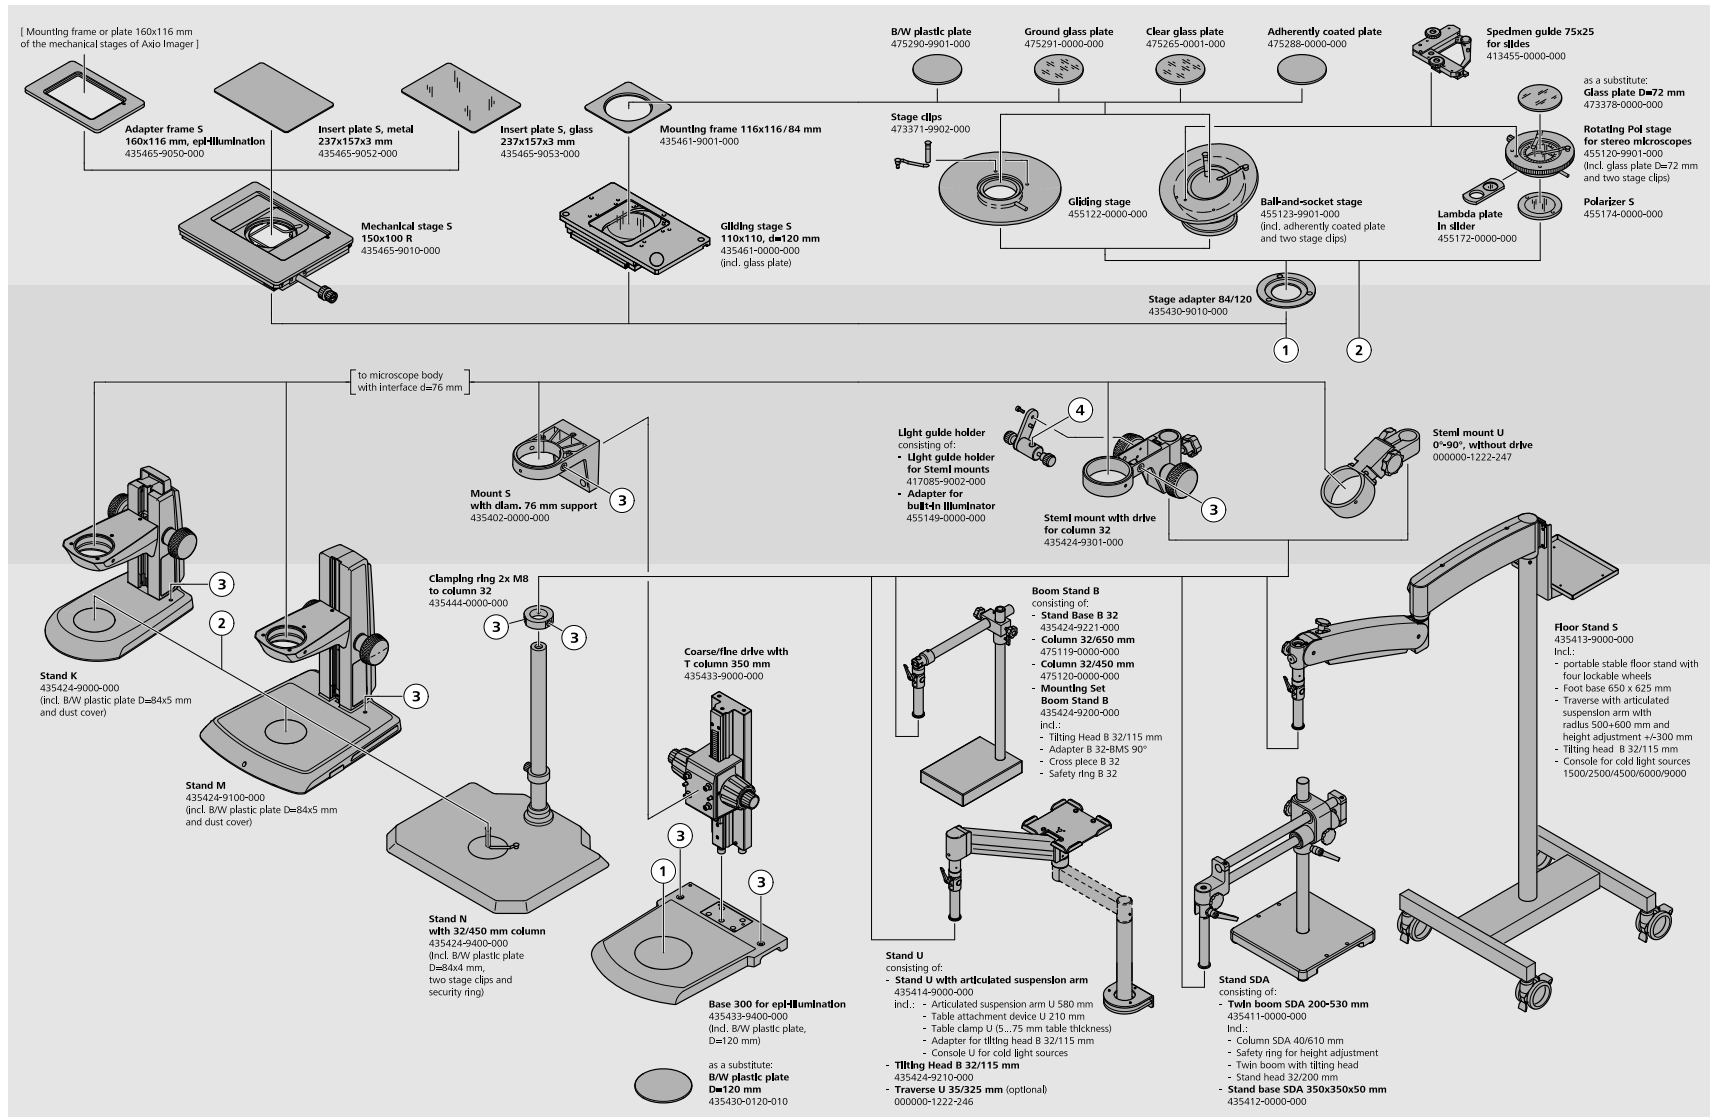 [ Mounting frame or plate 160x116 mm
of the mechanical stages of Axio Imager ]
Adapter frame S
160x116 mm, epi-illumination
435465-9050-000
Insert plate S, metal
237x157x3 mm
435465-9052-000
Insert plate S, glass
237x157x3 mm
435465-9053-000
Mounting frame 116x116/84 mm
435461-9001-000
B/W plastic plate
475290-9901-000
Ground glass plate
475291-0000-000
Clear glass plate
475265-0001-000
Adherently coated plate
475288-0000-000
Specimen guide 75x25
for slides
413455-0000-000
as a substitute:
Glass plate D=72 mm
473378-0000-000
Stage clips
473371-9902-000
Rotating Pol stage
for stereo microscopes
455120-9901-000
(Incl. glass plate D=72 mm
and two stage clips)
Mechanical stage S
150x100 R
435465-9010-000
Gliding stage S
110x110, d=120 mm
435461-0000-000
(incl. glass plate)
Gliding stage
455122-0000-000
Ball-and-socket stage
455123-9901-000
(incl. adherently coated plate
and two stage clips)
Lambda plate
in slider
455172-0000-000
Polarizer S
455174-0000-000
Stage adapter 84/120
435430-9010-000
1
2
[ to microscope body
with interface d=76 mm ]
Mount S
with diam. 76 mm support
435402-0000-000
3
Light guide holder
consisting of:
- Light guide holder
for Stemi mounts
417085-9002-000
- Adapter for
built-in illuminator
455149-0000-000
4
3
Stemi mount with drive
for column 32
435424-9301-000
Stemi mount U
0°-90°, without drive
000000-1222-247
3
2
3
Stand K
435424-9000-000
(incl. B/W plastic plate D=84x5 mm
and dust cover)
Stand M
435424-9100-000
(incl. B/W plastic plate D=84x5 mm
and dust cover)
Clamping ring 2x M8
to column 32
435444-0000-000
3
3
Stand N
with 32/450 mm column
435424-9400-000
(Incl. B/W plastic plate
D=84x4 mm,
two stage clips and
security ring)
Coarse/fine drive with
T column 350 mm
435433-9000-000
3
1
3
Base 300 for epi-illumination
435433-9400-000
(Incl. B/W plastic plate,
D=120 mm)
as a substitute:
B/W plastic plate
D=120 mm
435430-0120-010
Boom Stand B
consisting of:
- Stand Base B 32
435424-9221-000
- Column 32/650 mm
475119-0000-000
- Column 32/450 mm
475120-0000-000
- Mounting Set
Boom Stand B
435424-9200-000
incl.:
- Tilting Head B 32/115 mm
- Adapter B 32-BMS 90°
- Cross piece B 32
- Safety ring B 32
Stand U
consisting of:
- Stand U with articulated suspension arm
435414-9000-000
incl.: - Articulated suspension arm U 580 mm
- Table attachment device U 210 mm
- Table clamp U (5...75 mm table thickness)
- Adapter for tilting head B 32/115 mm
- Console U for cold light sources
- Tilting Head B 32/115 mm
435424-9210-000
- Traverse U 35/325 mm (optional)
000000-1222-246
Stand SDA
consisting of:
- Twin boom SDA 200-530 mm
435411-0000-000
Incl.:
- Column SDA 40/610 mm
- Safety ring for height adjustment
- Twin boom with tilting head
- Stand head 32/200 mm
- Stand base SDA 350x350x50 mm
435412-0000-000
Floor Stand S
435413-9000-000
Incl.:
- portable stable floor stand with
four lockable wheels
- Foot base 650 x 625 mm
- Traverse with articulated
suspension arm with
radius 500+600 mm and
height adjustment +/-300 mm
- Tilting head B 32/115 mm
- Console for cold light sources
1500/2500/4500/6000/9000